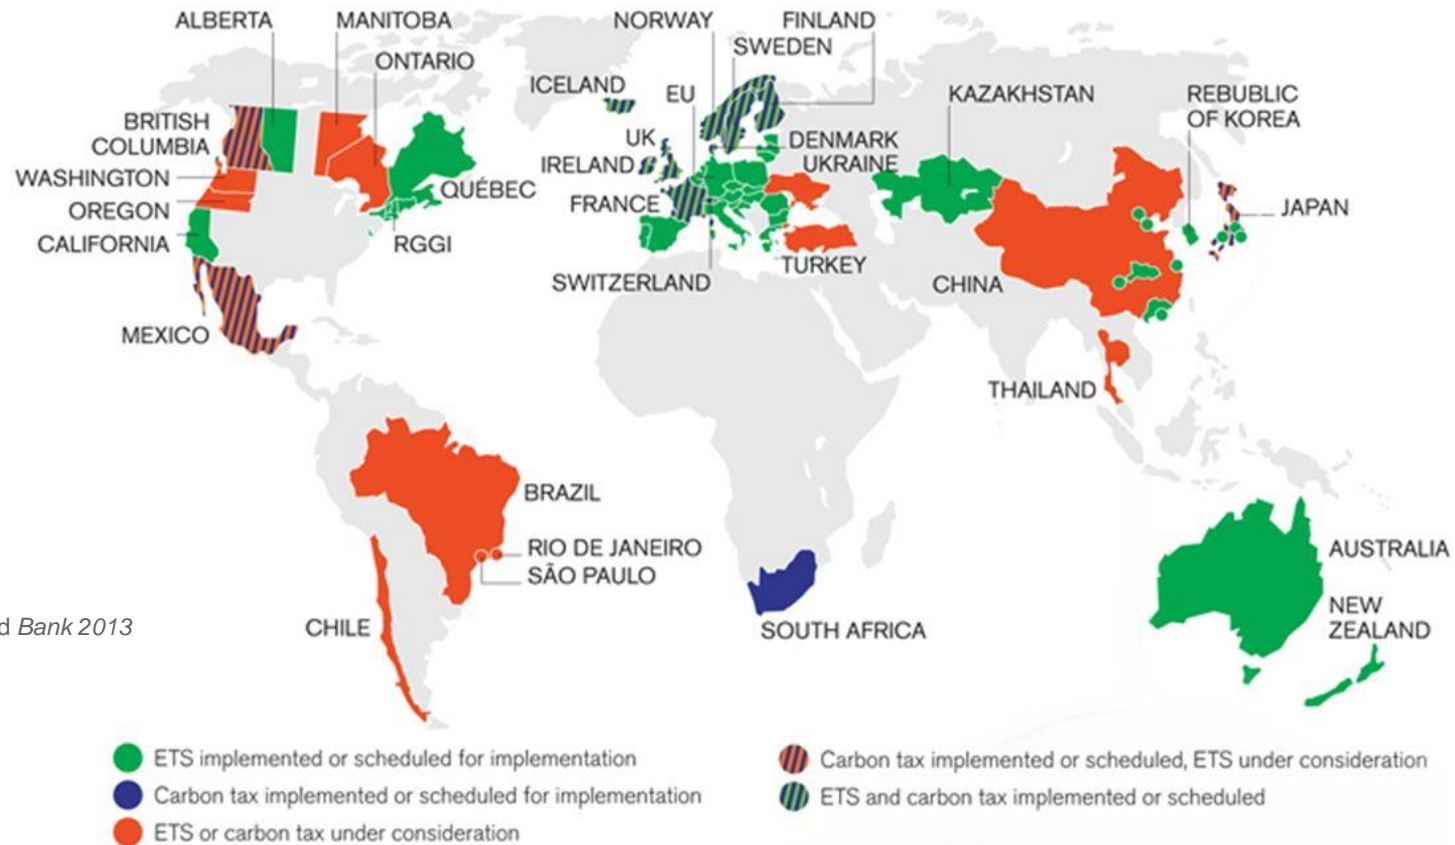 ALBERTA
MANITOBA
ONTARIO
BRITISH
COLUMBIA
WASHINGTON
OREGON
CALIFORNIA
QUÉBEC
RGGI
MEXICO
NORWAY
FINLAND
SWEDEN
ICELAND
EU
UK
IRELAND
FRANCE
DENMARK
UKRAINE
SWITZERLAND
TURKEY
KAZAKHSTAN
REBUBLIC
OF KOREA
JAPAN
CHINA
THAILAND
BRAZIL
RIO DE JANEIRO
SÃO PAULO
CHILE
SOUTH AFRICA
AUSTRALIA
NEW
ZEALAND
d Bank 2013
ETS implemented or scheduled for implementation
Carbon tax implemented or scheduled for implementation
ETS or carbon tax under consideration
Carbon tax implemented or scheduled, ETS under consideration
ETS and carbon tax implemented or scheduled